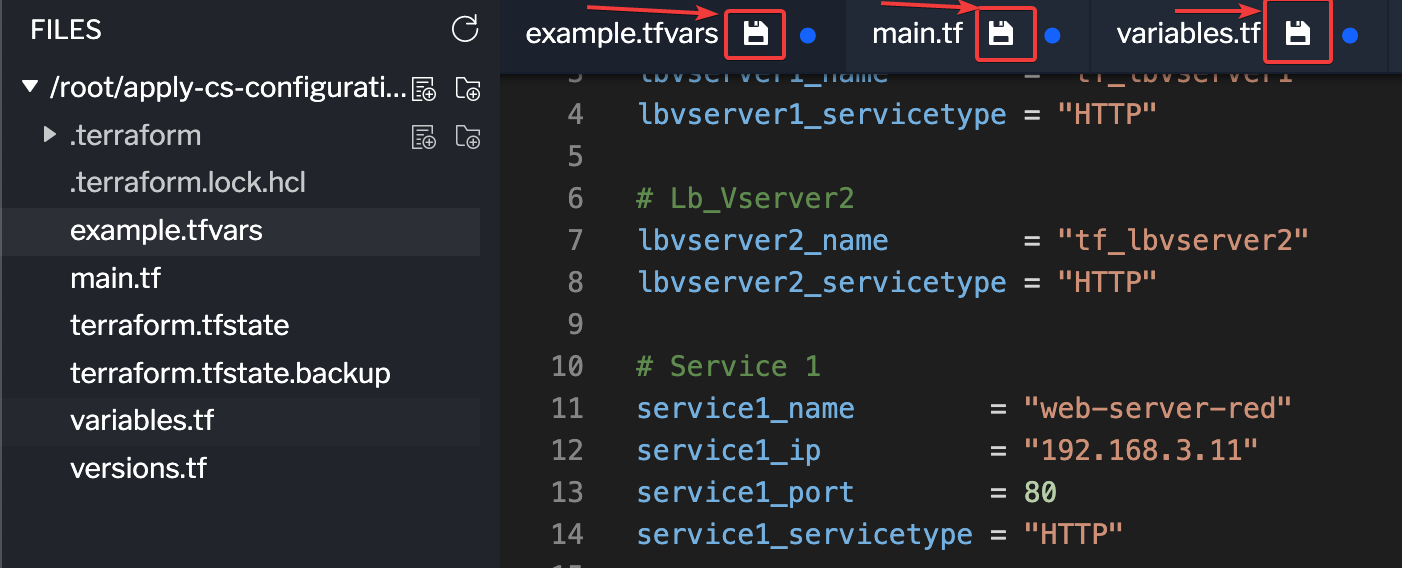 FILES
/root/apply-cs-configurati...
.terraform
.terraform.lock.hcl
example.tfvars
main.tf
terraform.tfstate
terraform.tfstate.backup
variables.tf
versions.tf
example.tfvars main.tf variables.tf
3 lbvserver1_name = "tf_lbvserver1"
4 lbvserver1_servicetype = "HTTP"
5
6 # Lb_Vserver2
7 lbvserver2_name = "tf_lbvserver2"
8 lbvserver2_servicetype = "HTTP"
9
10 # Service 1
11 service1_name = "web-server-red"
12 service1_ip = "192.168.3.11"
13 service1_port = 80
14 service1_servicetype = "HTTP"
15